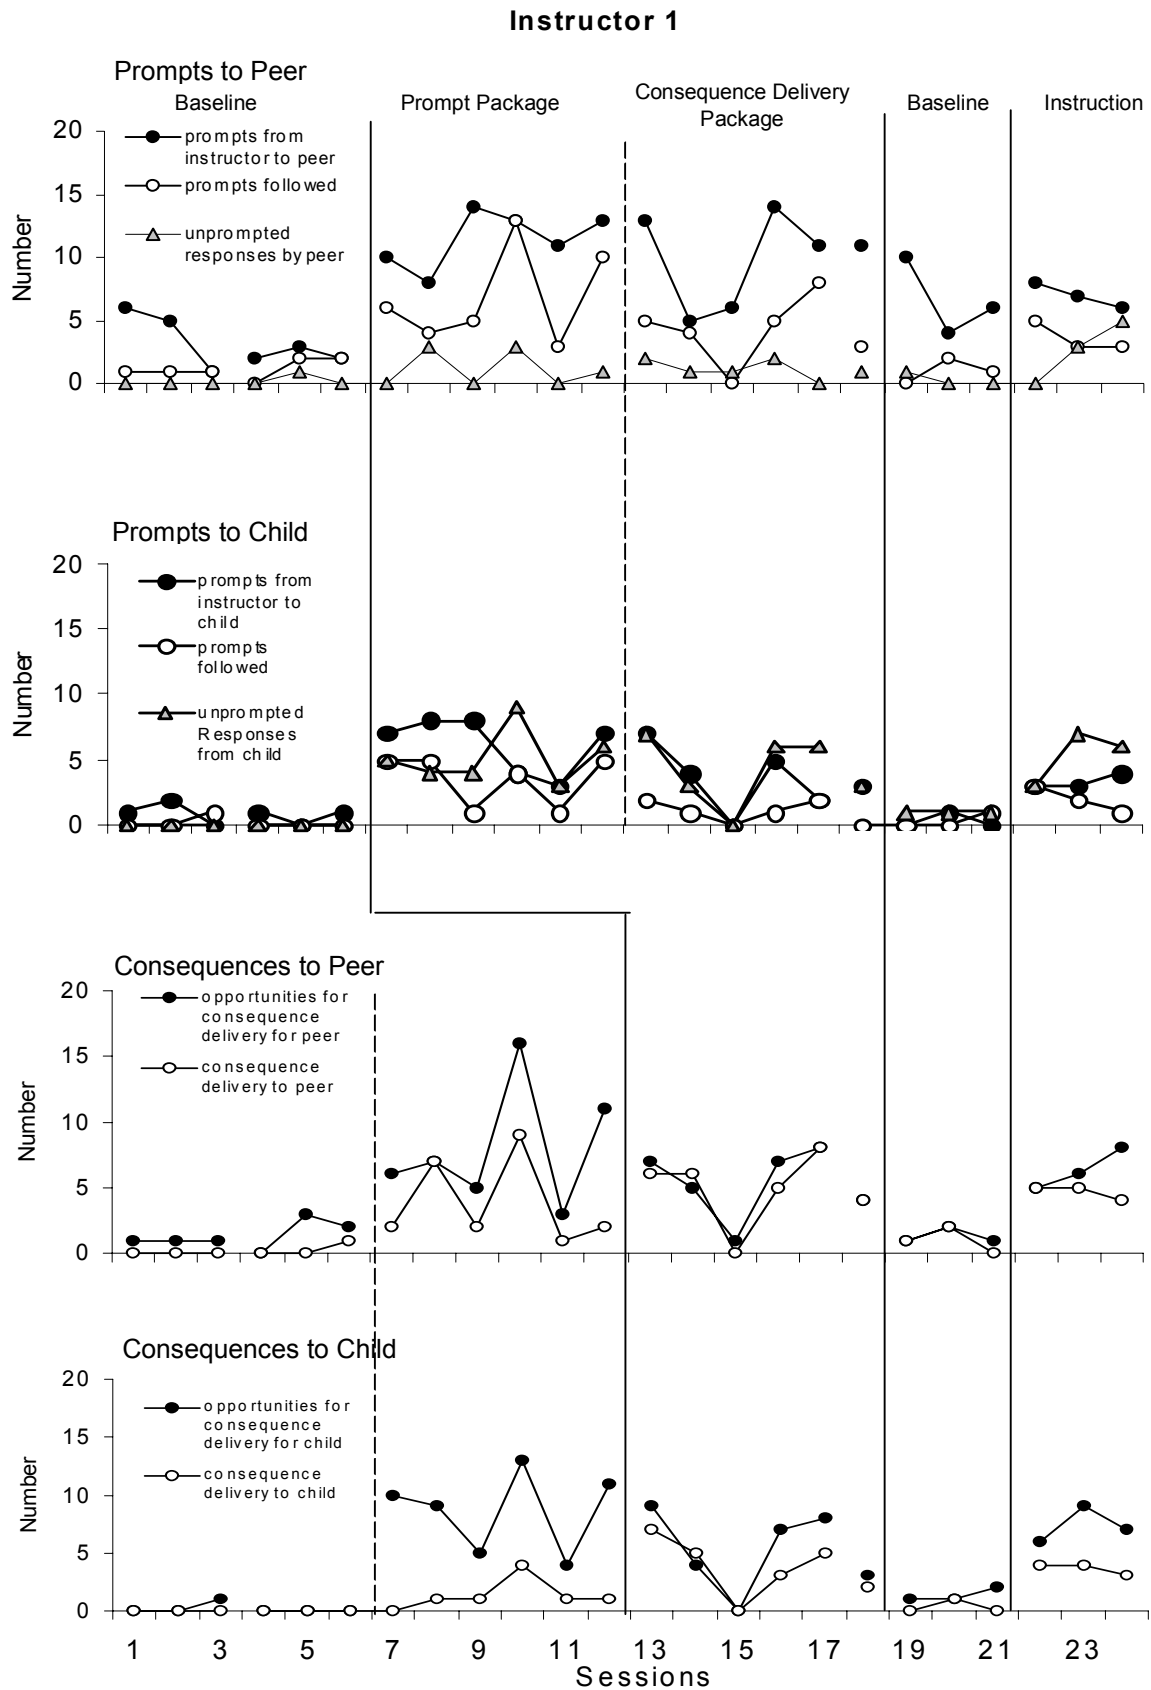 Instructor 1
Prompts to Peer
Baseline
Prompt Package
Consequence Delivery
Package
Baseline
Instruction
20
15
10
5
0
Number
prompts from
instructor to peer
prompts followed
unprompted
responses by peer
Prompts to Child
20
15
10
5
0
Number
prompts from
instructor to
child
prompts
followed
unprompted
Responses
from child
Consequences to Peer
20
15
10
5
0
Number
opportunities for
consequence
delivery for peer
consequence
delivery to peer
Consequences to Child
20
15
10
5
0
Number
opportunities for
consequence
delivery for child
consequence
delivery to child
1 3 5 7 9 11 13 15 17 19 21 23
Sessions